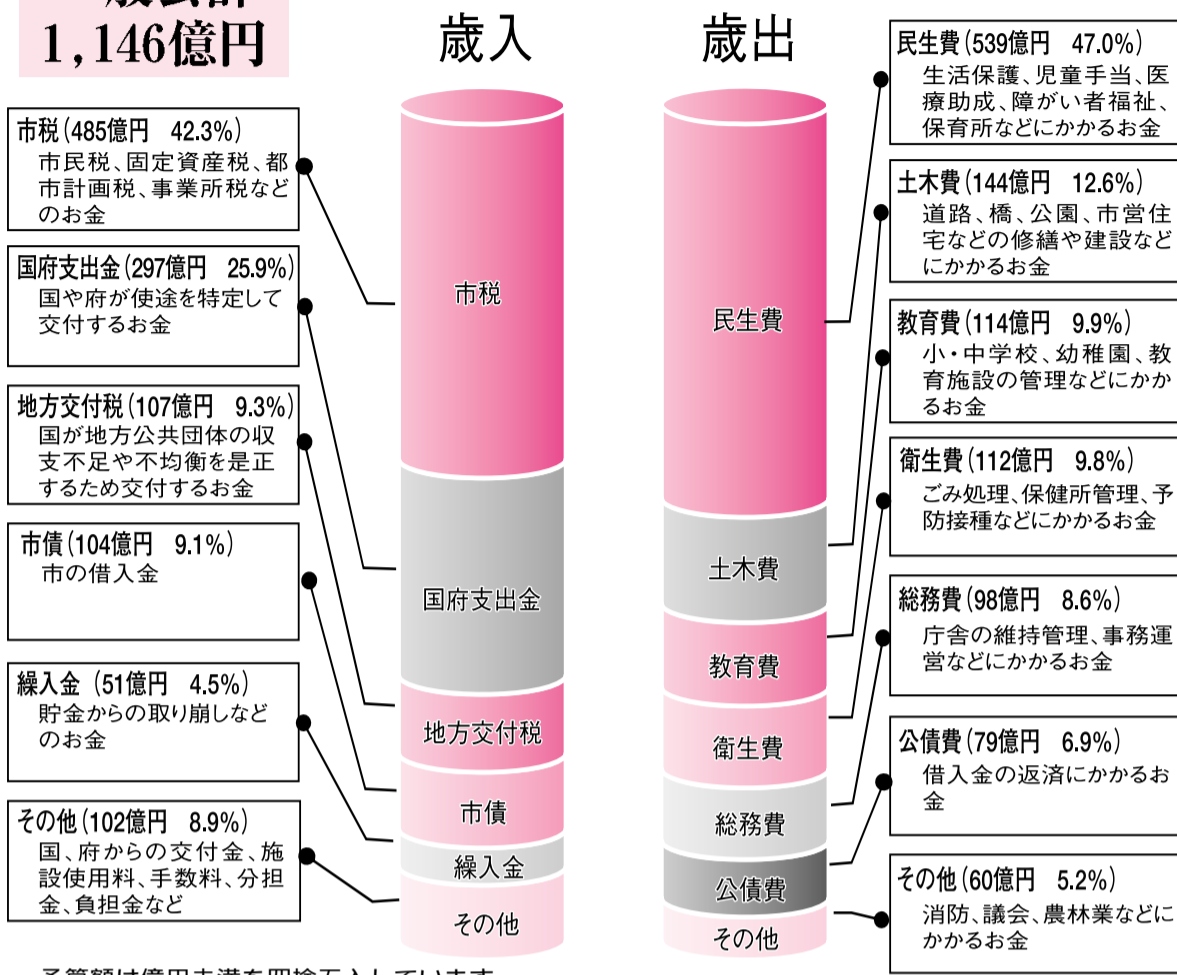 1,146億円
歳入
歳出
市税(485億円 42.3%)
市民税、固定資産税、都
市計画税、事業所税など
のお金
国府支出金(297億円 25.9%)
国や府が使途を特定して
交付するお金
地方交付税(107億円 9.3%)
国が地方公共団体の収
支不足や不均衡を是正
するため交付するお金
市債(104億円 9.1%)
市の借入金
繰入金 (51億円 4.5%)
貯金からの取り崩しなど
のお金
その他(102億円 8.9%)
国、府からの交付金、施
設使用料、手数料、分担
金、負担金など
市税
国府支出金
地方交付税
市債
繰入金
その他
民生費
土木費
教育費
衛生費
総務費
公債費
その他
民生費(539億円 47.0%)
生活保護、児童手当、医
療助成、障がい者福祉、
保育所などにかかるお金
土木費(144億円 12.6%)
道路、橋、公園、市営住
宅などの修繕や建設など
にかかるお金
教育費(114億円 9.9%)
小・中学校、幼稚園、教
育施設の管理などにかか
るお金
衛生費(112億円 9.8%)
ごみ処理、保健所管理、予
防接種などにかかるお金
総務費(98億円 8.6%)
庁舎の維持管理、事務運
営などにかかるお金
公債費(79億円 6.9%)
借入金の返済にかかるお
金
その他(60億円 5.2%)
消防、議会、農林業などに
かかるお金